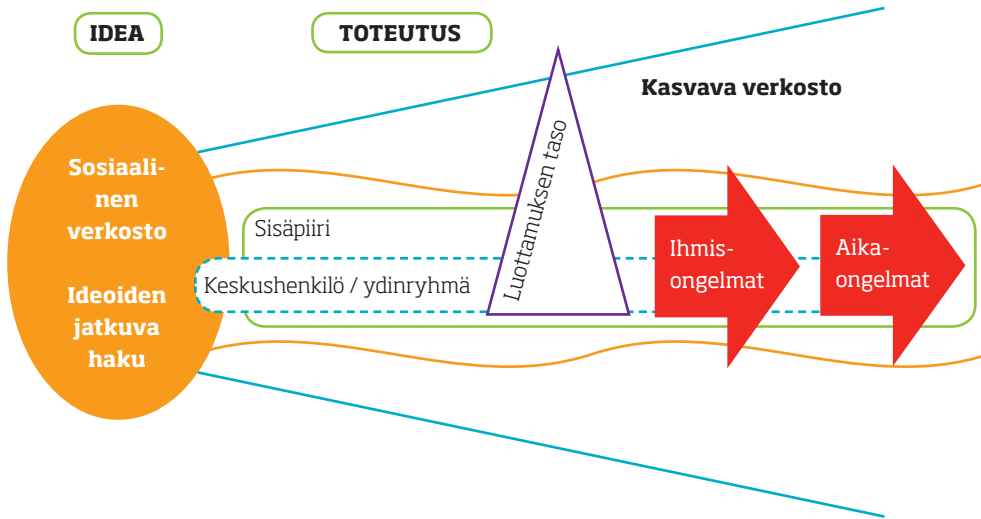 IDEA
TOTEUTUS
Kasvava verkosto
Sosiaali-
nen
verkosto
Ideoiden
jatkuva
haku
Sisäpiiri
Keskushenkilö / ydinryhmä
Luottamuksen taso
Ihmis-
ongelmat
Aika-
ongelmat